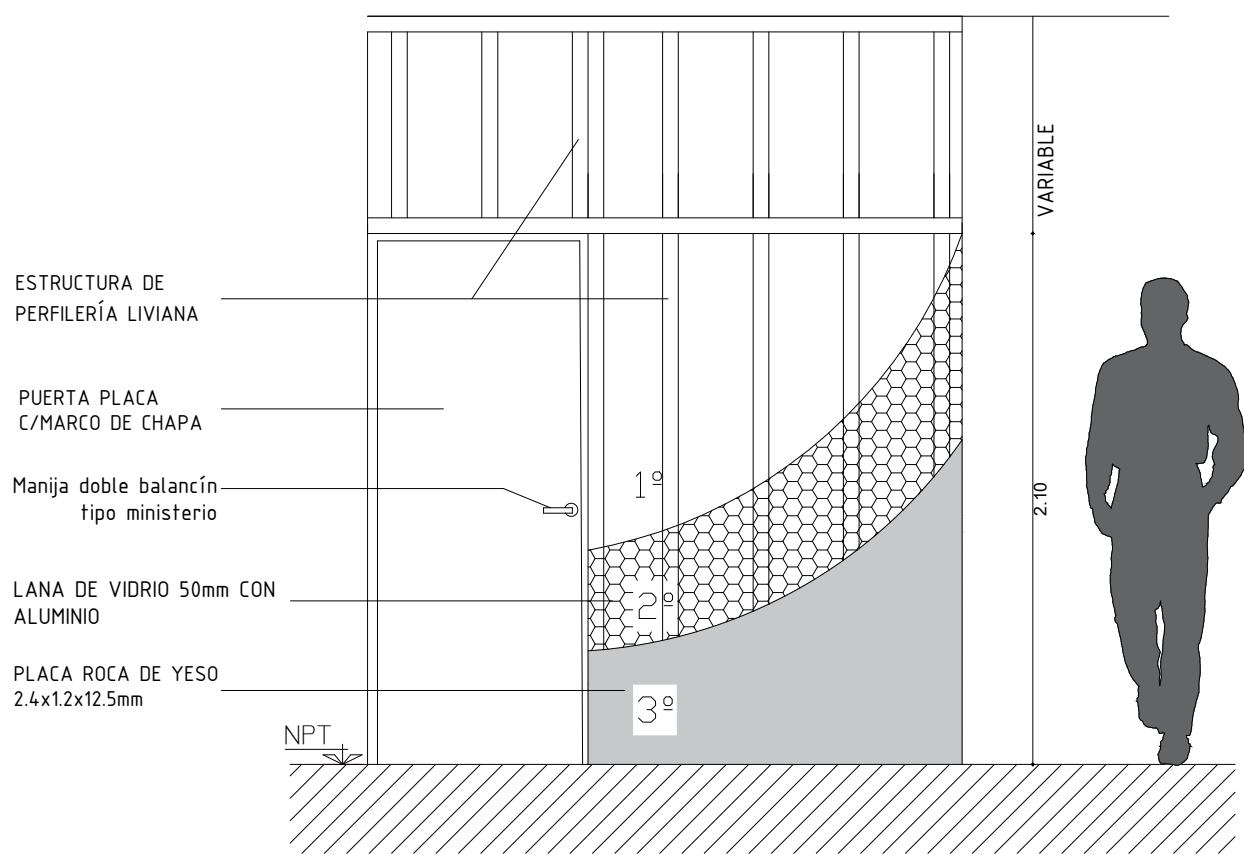 VARIABLE
ESTRUCTURA DE
PERFILERÍA LIVIANA
PUERTA PLACA
C/MARCO DE CHAPA
Manija doble balancín
tipo ministerio
1º
2.10
LANA DE VIDRIO 50mm CON
ALUMINIO
2º
PLACA ROCA DE YESO
2.4x1.2x12.5mm
3º
NPT